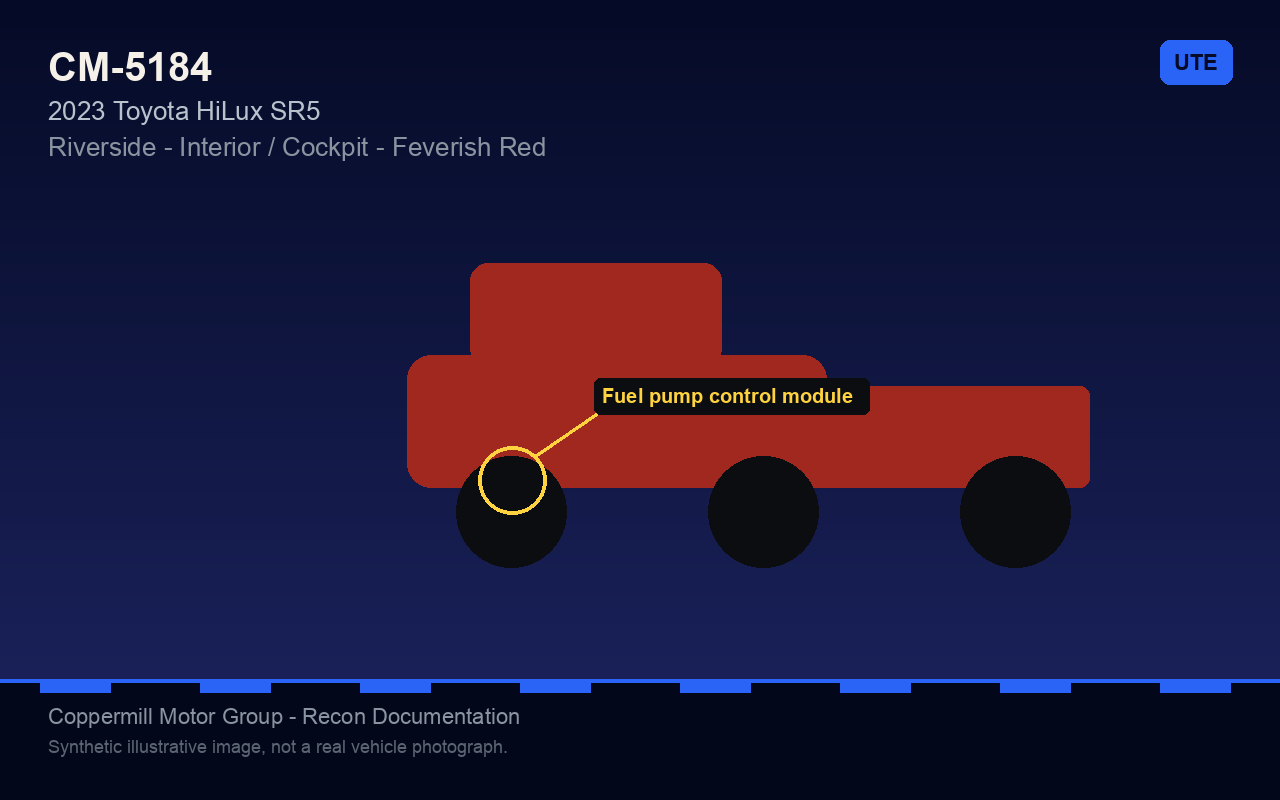 CM-5184
UTE
2023 Toyota HiLux SR5
Riverside - Interior / Cockpit - Feverish Red
Fuel pump control module
Coppermill Motor Group - Recon Documentation
Synthetic illustrative image, not a real vehicle photograph.